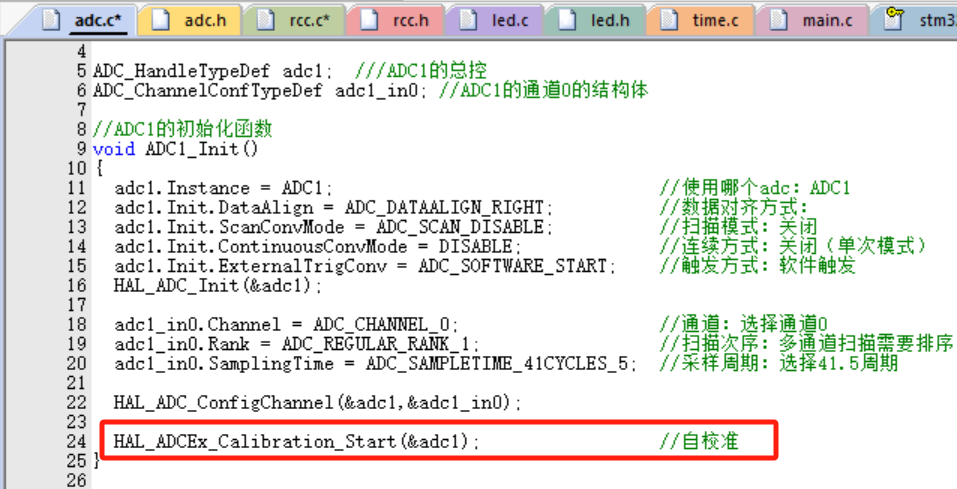 adc.c* adc.h rcc.c* rcc.h led.c led.h time.c main.c stm3
4
5 ADC_HandleTypeDef adc1; ///ADC1的总控
6 ADC_ChannelConfTypeDef adc1_in0; //ADC1的通道0的结构体
7
8 //ADC1的初始化函数
9 void ADC1_Init()
10 {
11 adc1.Instance = ADC1; //使用哪个adc: ADC1
12 adc1.Init.DataAlign = ADC_DATAALIGN_RIGHT; //数据对齐方式:
13 adc1.Init.ScanConvMode = ADC_SCAN_DISABLE; //扫描模式: 关闭
14 adc1.Init.ContinuousConvMode = DISABLE; //连续方式: 关闭（单次模式）
15 adc1.Init.ExternalTrigConv = ADC_SOFTWARE_START; //触发方式: 软件触发
16 HAL_ADC_Init(&adc1);
17
18 adc1_in0.Channel = ADC_CHANNEL_0; //通道: 选择通道0
19 adc1_in0.Rank = ADC_REGULAR_RANK_1; //扫描次序: 多通道扫描需要排序
20 adc1_in0.SamplingTime = ADC_SAMPLETIME_41CYCLES_5; //采样周期: 选择41.5周期
21
22 HAL_ADC_ConfigChannel(&adc1,&adc1_in0);
23
24 HAL_ADCEx_Calibration_Start(&adc1); //自校准
25 }
26